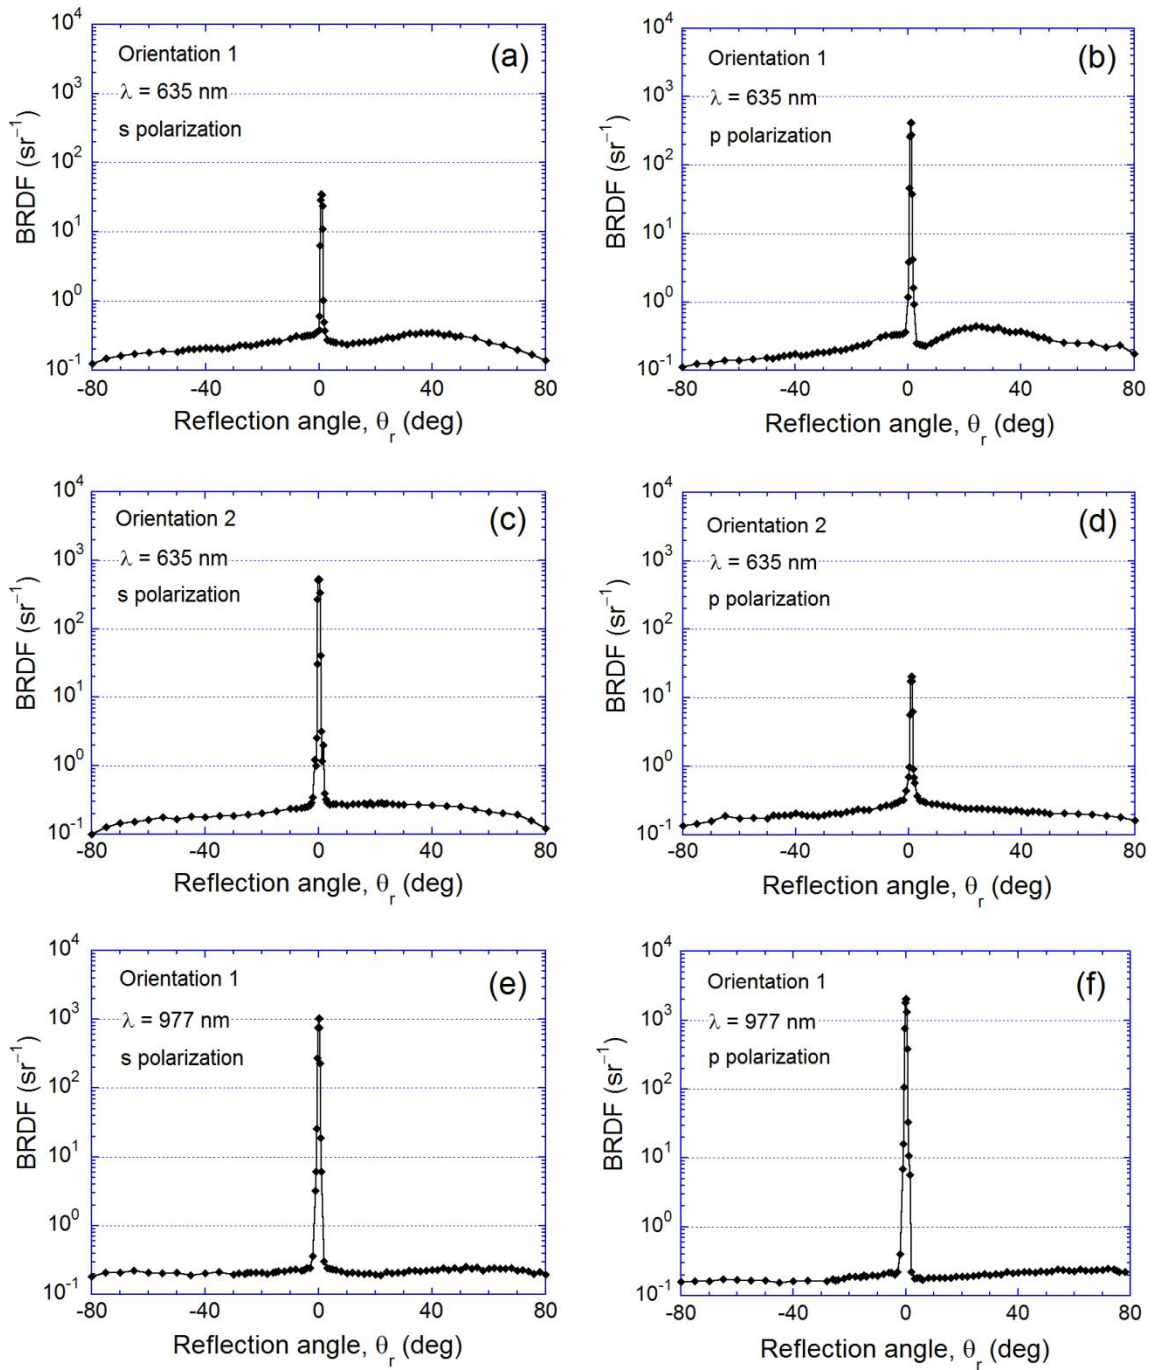 10⁴
10³
10²
10¹
10⁰
10⁻¹
BRDF (sr⁻¹)
Orientation 1
λ = 635 nm
s polarization
(a)
-80 -40 0 40 80
Reflection angle, θᵣ (deg)
10⁴
10³
10²
10¹
10⁰
10⁻¹
BRDF (sr⁻¹)
Orientation 1
λ = 635 nm
p polarization
(b)
-80 -40 0 40 80
Reflection angle, θᵣ (deg)
10⁴
10³
10²
10¹
10⁰
10⁻¹
BRDF (sr⁻¹)
Orientation 2
λ = 635 nm
s polarization
(c)
-80 -40 0 40 80
Reflection angle, θᵣ (deg)
10⁴
10³
10²
10¹
10⁰
10⁻¹
BRDF (sr⁻¹)
Orientation 2
λ = 635 nm
p polarization
(d)
-80 -40 0 40 80
Reflection angle, θᵣ (deg)
10⁴
10³
10²
10¹
10⁰
10⁻¹
BRDF (sr⁻¹)
Orientation 1
λ = 977 nm
s polarization
(e)
-80 -40 0 40 80
Reflection angle, θᵣ (deg)
10⁴
10³
10²
10¹
10⁰
10⁻¹
BRDF (sr⁻¹)
Orientation 1
λ = 977 nm
p polarization
(f)
-80 -40 0 40 80
Reflection angle, θᵣ (deg)